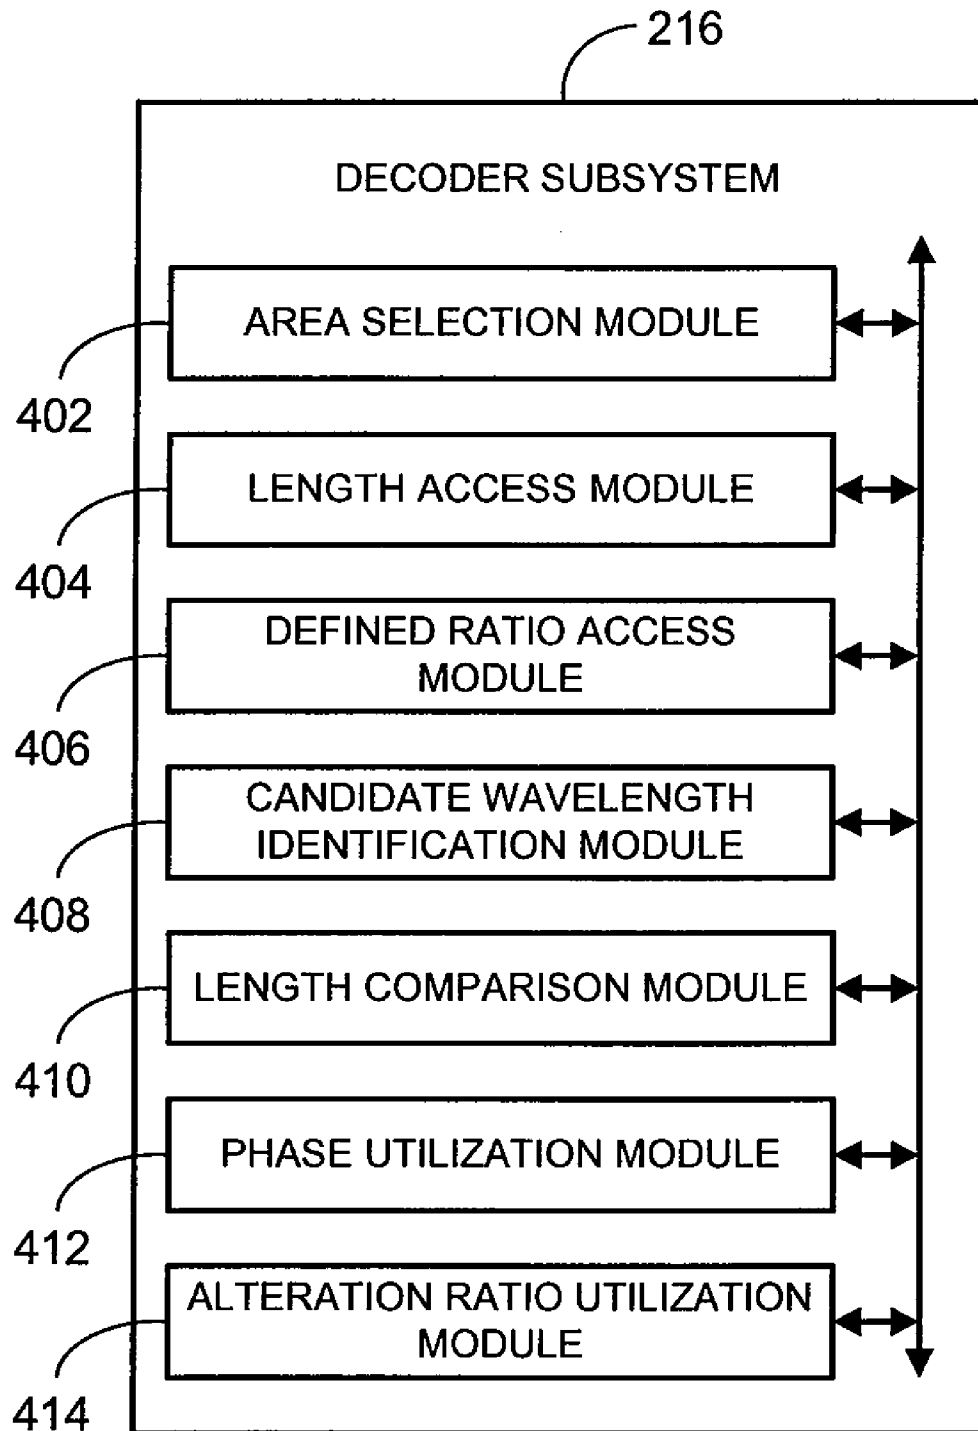 216
DECODER SUBSYSTEM
AREA SELECTION MODULE
402
LENGTH ACCESS MODULE
404
DEFINED RATIO ACCESS
MODULE
406
CANDIDATE WAVELENGTH
IDENTIFICATION MODULE
408
LENGTH COMPARISON MODULE
410
PHASE UTILIZATION MODULE
412
ALTERATION RATIO UTILIZATION
MODULE
414